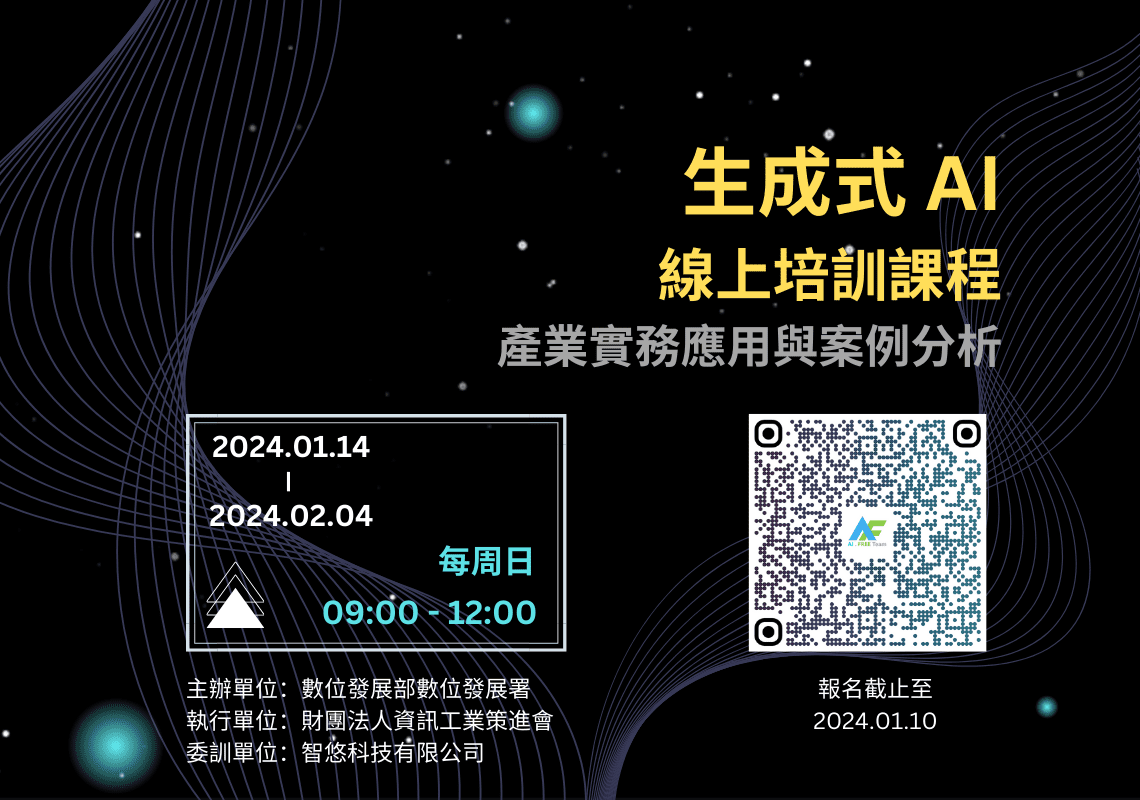 生成式 AI
線上培訓課程
產業實務應用與案例分析
2024.01.14
|
2024.02.04
每周日
09:00 - 12:00
AI . FREE Team
主辦單位：數位發展部數位發展署
執行單位：財團法人資訊工業策進會
委訓單位：智悠科技有限公司
報名截止至
2024.01.10